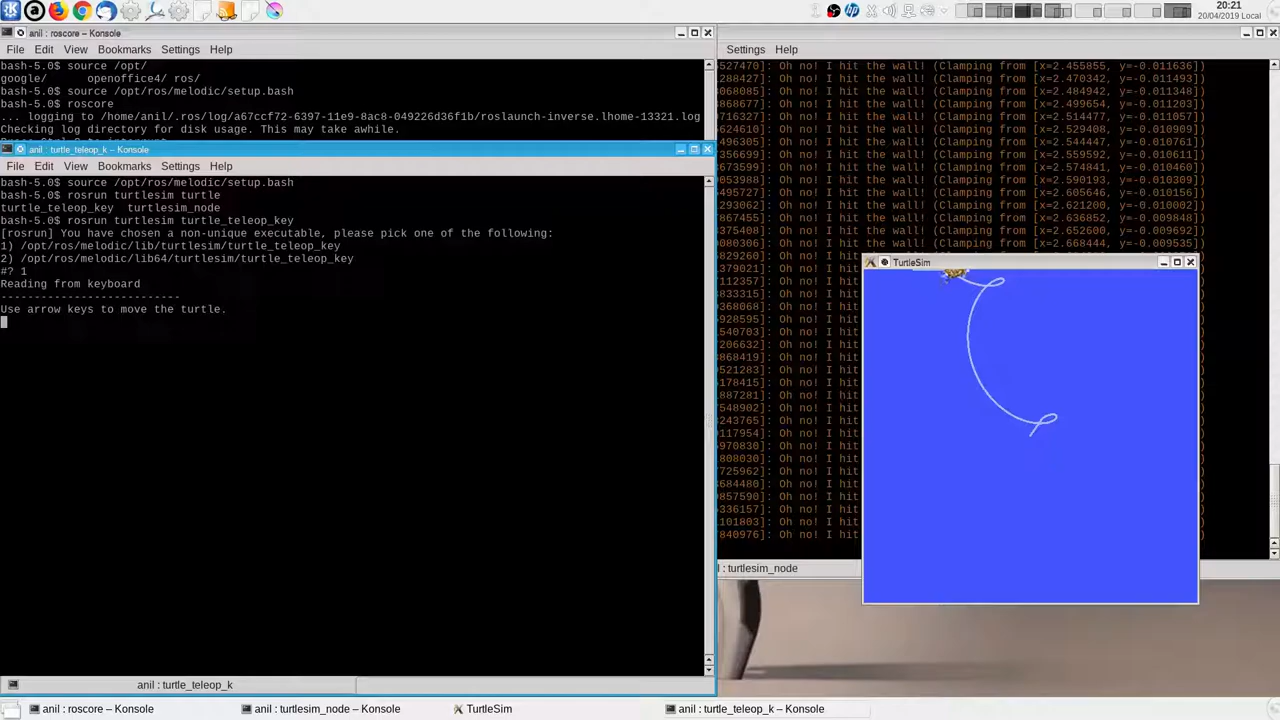 20:21
20/04/2019 Local
anil : roscore – Konsole
File Edit View Bookmarks Settings Help
bash-5.0$ source /opt/
google/ openoffice4/ ros/
bash-5.0$ source /opt/ros/melodic/setup.bash
bash-5.0$ roscore
... logging to /home/anil/.ros/log/a67ccf72-6397-11e9-8ac8-049226d36f1b/roslaunch-inverse.lhome-13321.log
Checking log directory for disk usage. This may take awhile.
anil : turtle_teleop_k – Konsole
File Edit View Bookmarks Settings Help
bash-5.0$ source /opt/ros/melodic/setup.bash
bash-5.0$ rosrun turtlesim turtle
turtle_teleop_key turtlesim_node
bash-5.0$ rosrun turtlesim turtle_teleop_key
[rosrun] You have chosen a non-unique executable, please pick one of the following:
1) /opt/ros/melodic/lib/turtlesim/turtle_teleop_key
2) /opt/ros/melodic/lib64/turtlesim/turtle_teleop_key
#? 1
Reading from keyboard
---------------------------
Use arrow keys to move the turtle.
anil : turtle_teleop_k
Settings Help
527470]: Oh no! I hit the wall! (Clamping from [x=2.455855, y=-0.011636])
288427]: Oh no! I hit the wall! (Clamping from [x=2.470342, y=-0.011493])
068085]: Oh no! I hit the wall! (Clamping from [x=2.484942, y=-0.011348])
868677]: Oh no! I hit the wall! (Clamping from [x=2.499654, y=-0.011203])
716327]: Oh no! I hit the wall! (Clamping from [x=2.514477, y=-0.011057])
624610]: Oh no! I hit the wall! (Clamping from [x=2.529408, y=-0.010909])
496305]: Oh no! I hit the wall! (Clamping from [x=2.544447, y=-0.010761])
356699]: Oh no! I hit the wall! (Clamping from [x=2.559592, y=-0.010611])
673599]: Oh no! I hit the wall! (Clamping from [x=2.574841, y=-0.010460])
053988]: Oh no! I hit the wall! (Clamping from [x=2.590193, y=-0.010309])
495727]: Oh no! I hit the wall! (Clamping from [x=2.605646, y=-0.010156])
293062]: Oh no! I hit the wall! (Clamping from [x=2.621200, y=-0.010002])
867455]: Oh no! I hit the wall! (Clamping from [x=2.636852, y=-0.009848])
375408]: Oh no! I hit the wall! (Clamping from [x=2.652600, y=-0.009692])
080306]: Oh no! I hit the wall! (Clamping from [x=2.668444, y=-0.009535])
829260]: Oh no! I hit )
379021]: Oh no! I hit )
112357]: Oh no! I hit )
833315]: Oh no! I hit )
368068]: Oh no! I hit )
928595]: Oh no! I hit )
540703]: Oh no! I hit )
206632]: Oh no! I hit )
868419]: Oh no! I hit )
521283]: Oh no! I hit )
178415]: Oh no! I hit )
887281]: Oh no! I hit )
548902]: Oh no! I hit )
243765]: Oh no! I hit )
117954]: Oh no! I hit )
970830]: Oh no! I hit )
808030]: Oh no! I hit )
725962]: Oh no! I hit )
684480]: Oh no! I hit )
857590]: Oh no! I hit )
336157]: Oh no! I hit )
101803]: Oh no! I hit )
840976]: Oh no! I hit )
l : turtlesim_node
TurtleSim
anil : roscore – Konsole
anil : turtlesim_node – Konsole
TurtleSim
anil : turtle_teleop_k – Konsole